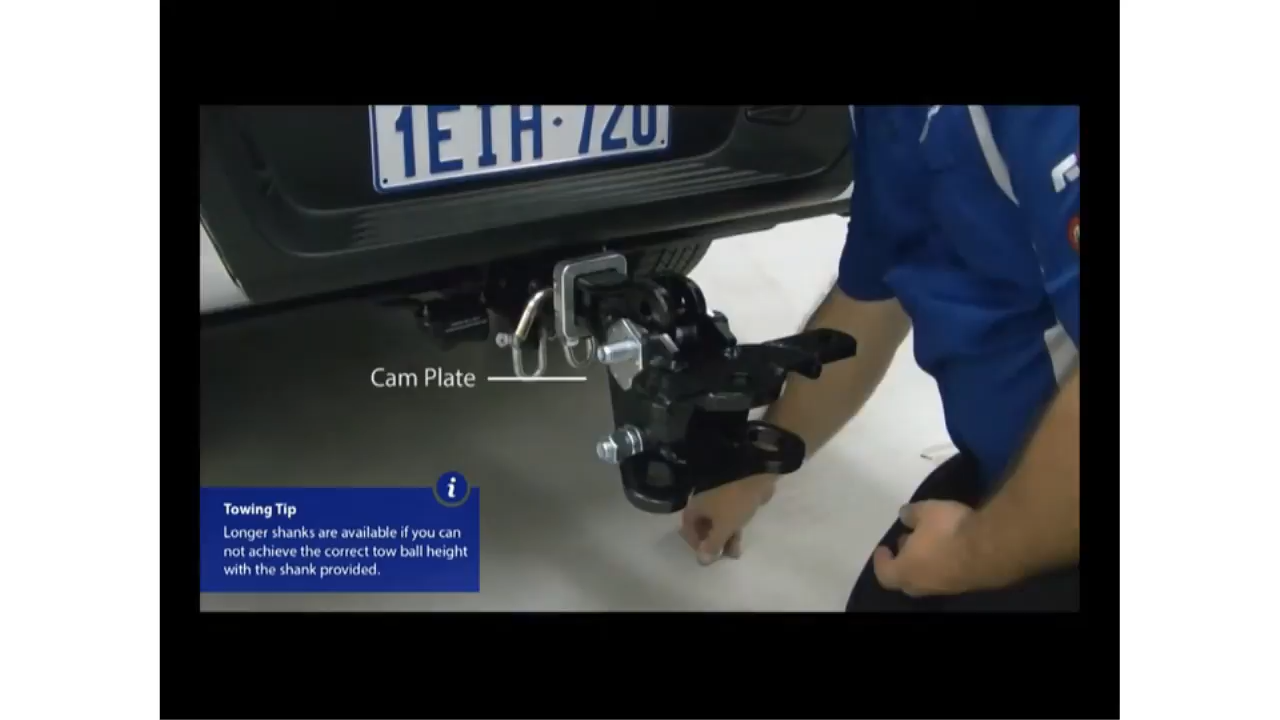 1EIH·720
Cam Plate
i
Towing Tip
Longer shanks are available if you can
not achieve the correct tow ball height
with the shank provided.